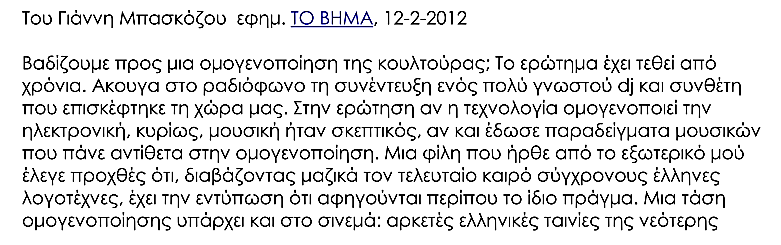 Του Γιάννη Μπασκόζου εφημ. ΤΟ ΒΗΜΑ, 12-2-2012
Βαδίζουμε προς μια ομογενοποίηση της κουλτούρας; Το ερώτημα έχει τεθεί από
χρόνια. Ακουγα στο ραδιόφωνο τη συνέντευξη ενός πολύ γνωστού dj και συνθέτη
που επισκέφτηκε τη χώρα μας. Στην ερώτηση αν η τεχνολογία ομογενοποιεί την
ηλεκτρονική, κυρίως, μουσική ήταν σκεπτικός, αν και έδωσε παραδείγματα μουσικών
που πάνε αντίθετα στην ομογενοποίηση. Μια φίλη που ήρθε από το εξωτερικό μού
έλεγε προχθές ότι, διαβάζοντας μαζικά τον τελευταίο καιρό σύγχρονους έλληνες
λογοτέχνες, έχει την εντύπωση ότι αφηγούνται περίπου το ίδιο πράγμα. Μια τάση
ομογενοποίησης υπάρχει και στο σινεμά: αρκετές ελληνικές ταινίες της νεότερης